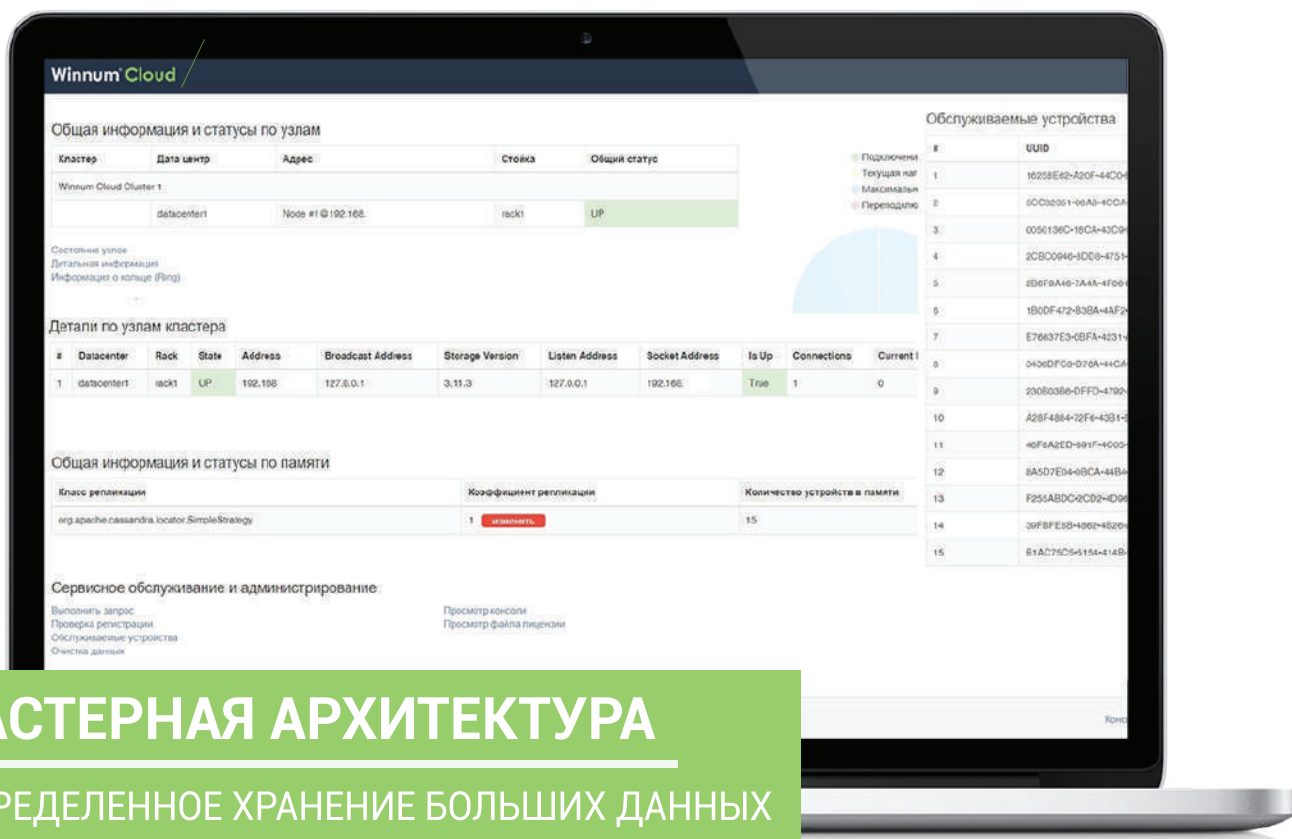 Winnum Cloud
Общая информация и статусы по узлам
Кластер Дата центр Адрес Стойка Общий статус
Winnum Cloud Cluster 1
datacenter1 Node #1@192.168. rack1 UP
Состояние узлов
Детальная информация
Информация о кольце (Ring)
Подключени
Текущая наг
Максимальн
Переподклю
Детали по узлам кластера
# Datacenter Rack State Address Broadcast Address Storage Version Listen Address Socket Address Is Up Connections Current
1 datacenter1 rack1 UP 192.168 127.0.0.1 3.11.3 127.0.0.1 192.168. True 1 0
Общая информация и статусы по памяти
Класс репликации Коэффициент репликации Количество устройств в памяти
org.apache.cassandra.locator.SimpleStrategy 1 изменить 15
Сервисное обслуживание и администрирование
Выполнить запрос
Проверка регистрации
Обслуживаемые устройства
Очистка данных
Просмотр консоли
Просмотр файла лицензии
Обслуживаемые устройства
# UUID
1
2
3
4
5
6
7
8
9
10
11
12
13
14
15
Конс
АСТЕРНАЯ АРХИТЕКТУРА
РЕДЕЛЕННОЕ ХРАНЕНИЕ БОЛЬШИХ ДАННЫХ